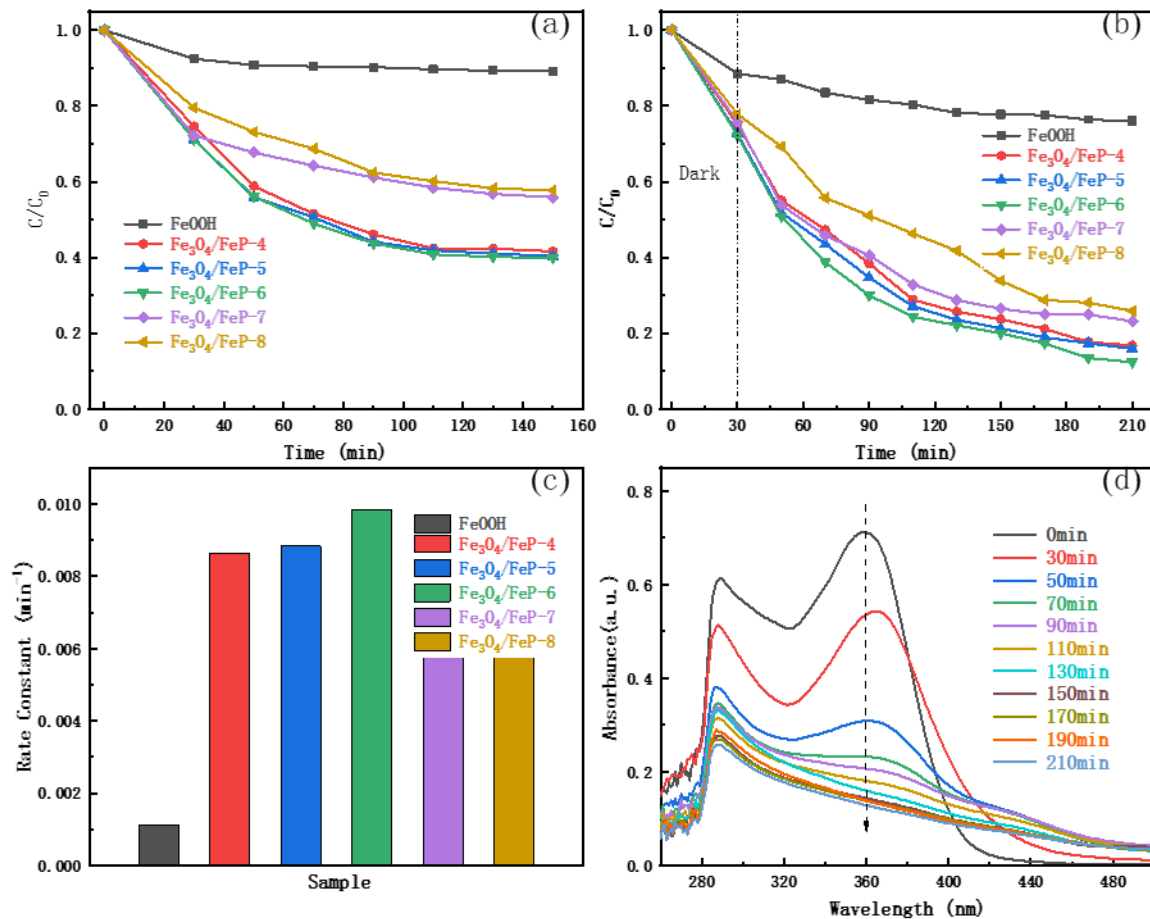 (a)
1.0
0.8
0.6
0.4
0.2
0.0
C/C₀
FeOOH
Fe₃O₄/FeP-4
Fe₃O₄/FeP-5
Fe₃O₄/FeP-6
Fe₃O₄/FeP-7
Fe₃O₄/FeP-8
0 20 40 60 80 100 120 140 160
Time (min)
(b)
1.0
0.8
0.6
0.4
0.2
0.0
C/C₀
Dark
FeOOH
Fe₃O₄/FeP-4
Fe₃O₄/FeP-5
Fe₃O₄/FeP-6
Fe₃O₄/FeP-7
Fe₃O₄/FeP-8
0 30 60 90 120 150 180 210
Time (min)
(c)
0.010
0.008
0.006
0.004
0.002
0.000
Rate Constant (min⁻¹)
FeOOH
Fe₃O₄/FeP-4
Fe₃O₄/FeP-5
Fe₃O₄/FeP-6
Fe₃O₄/FeP-7
Fe₃O₄/FeP-8
Sample
(d)
0.8
0.6
0.4
0.2
0.0
Absorbance(a.u.)
0min
30min
50min
70min
90min
110min
130min
150min
170min
190min
210min
280 320 360 400 440 480
Wavelength (nm)